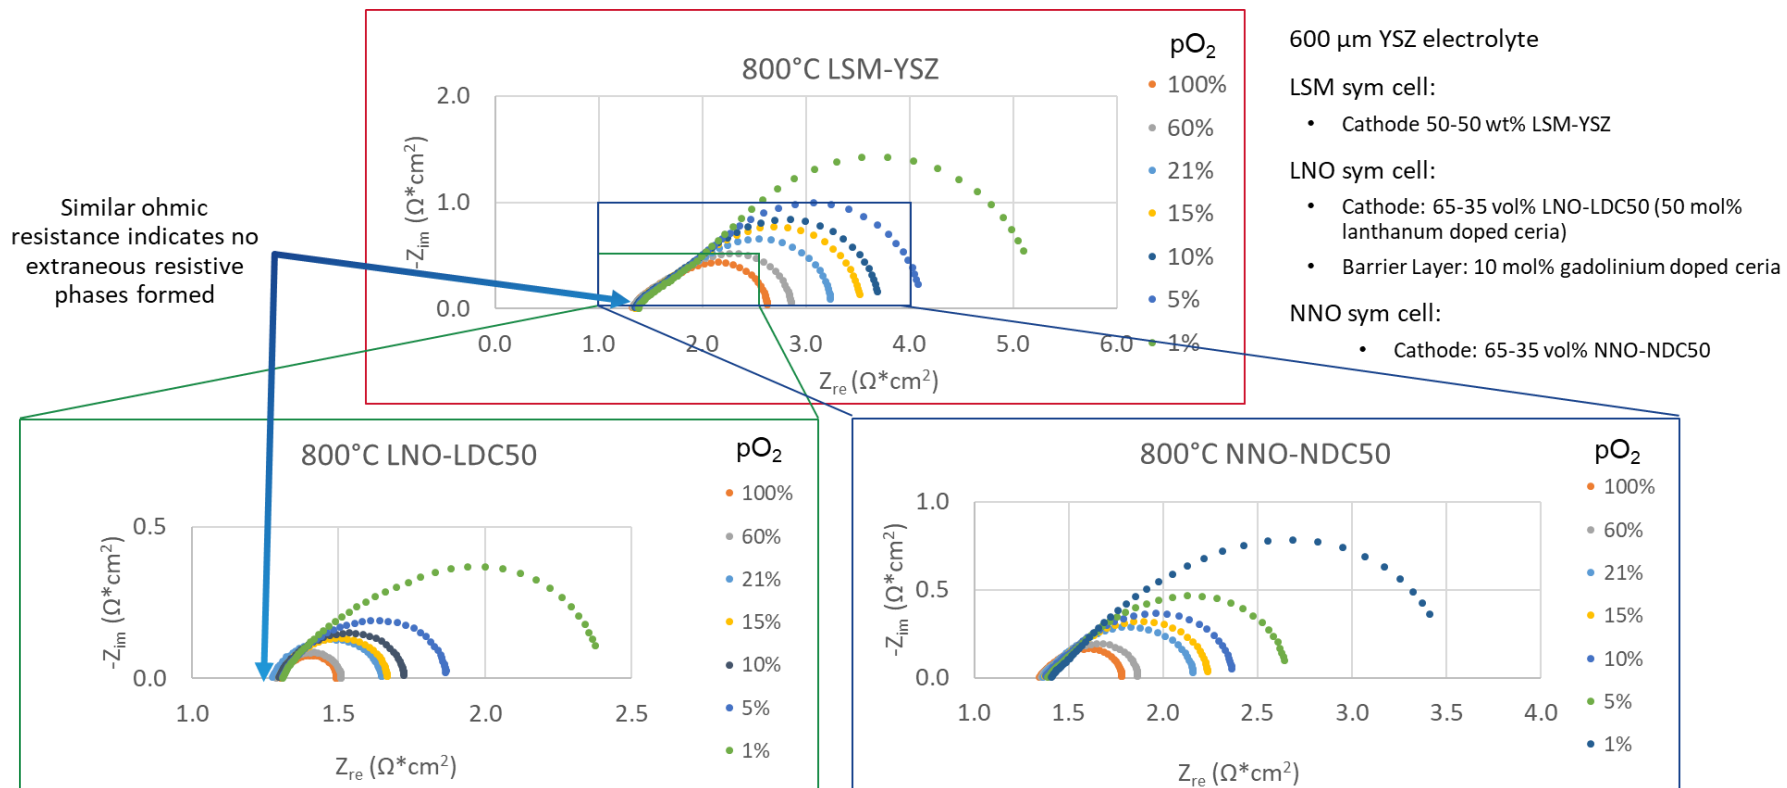 800°C LSM-YSZ
pO2
100%
60%
21%
15%
10%
5%
1%
2.0
1.0
0.0
-Zim (Ω*cm2)
0.0 1.0 2.0 3.0 4.0 5.0 6.0
Zre (Ω*cm2)
600 μm YSZ electrolyte
LSM sym cell:
• Cathode 50-50 wt% LSM-YSZ
LNO sym cell:
• Cathode: 65-35 vol% LNO-LDC50 (50 mol%
lanthanum doped ceria)
• Barrier Layer: 10 mol% gadolinium doped ceria
NNO sym cell:
• Cathode: 65-35 vol% NNO-NDC50
Similar ohmic
resistance indicates no
extraneous resistive
phases formed
800°C LNO-LDC50
pO2
100%
60%
21%
15%
10%
5%
1%
0.5
0.0
-Zim (Ω*cm2)
1.0 1.5 2.0 2.5
Zre (Ω*cm2)
800°C NNO-NDC50
pO2
100%
60%
21%
15%
10%
5%
1%
1.0
0.5
0.0
-Zim (Ω*cm2)
1.0 1.5 2.0 2.5 3.0 3.5 4.0
Zre (Ω*cm2)